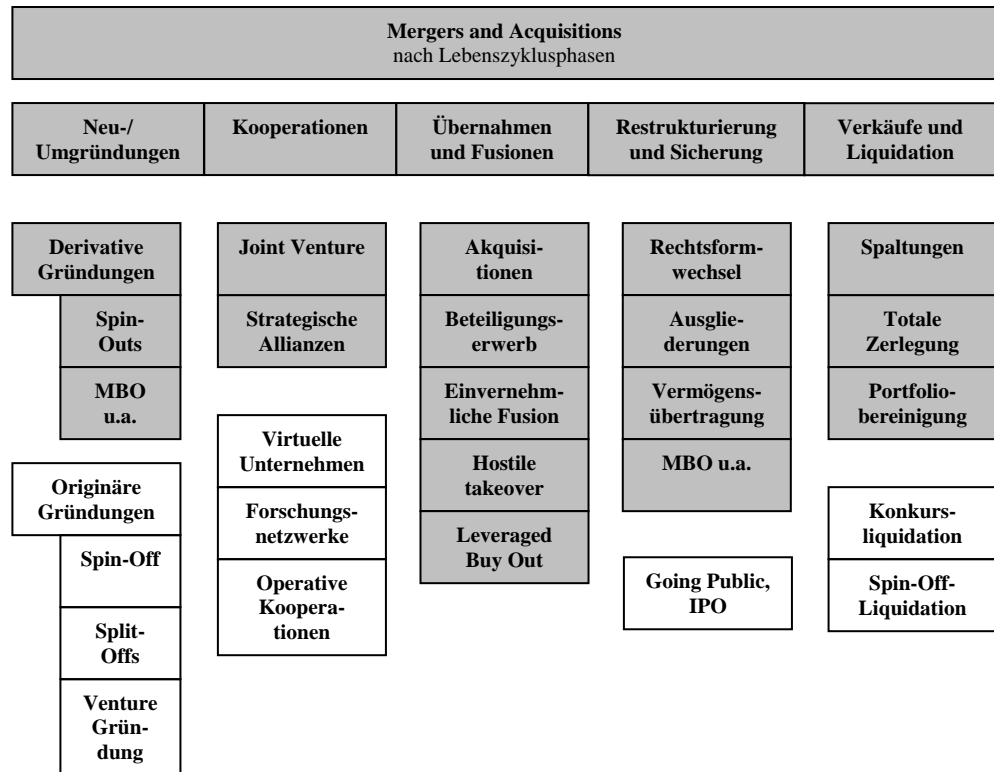 Mergers and Acquisitions
nach Lebenszyklusphasen
Neu-/
Umgründungen
Kooperationen
Übernahmen
und Fusionen
Restrukturierung
und Sicherung
Verkäufe und
Liquidation
Derivative
Gründungen
Spin-
Outs
MBO
u.a.
Originäre
Gründungen
Spin-Off
Split-
Offs
Venture
Grün-
dung
Joint Venture
Strategische
Allianzen
Virtuelle
Unternehmen
Forschungs-
netzwerke
Operative
Koopera-
tionen
Akquisi-
tionen
Beteiligungs-
erwerb
Einvernehm-
liche Fusion
Hostile
takeover
Leveraged
Buy Out
Rechtsform-
wechsel
Ausglie-
derungen
Vermögens-
übertragung
MBO u.a.
Going Public,
IPO
Spaltungen
Totale
Zerlegung
Portfolio-
bereinigung
Konkurs-
liquidation
Spin-Off-
Liquidation